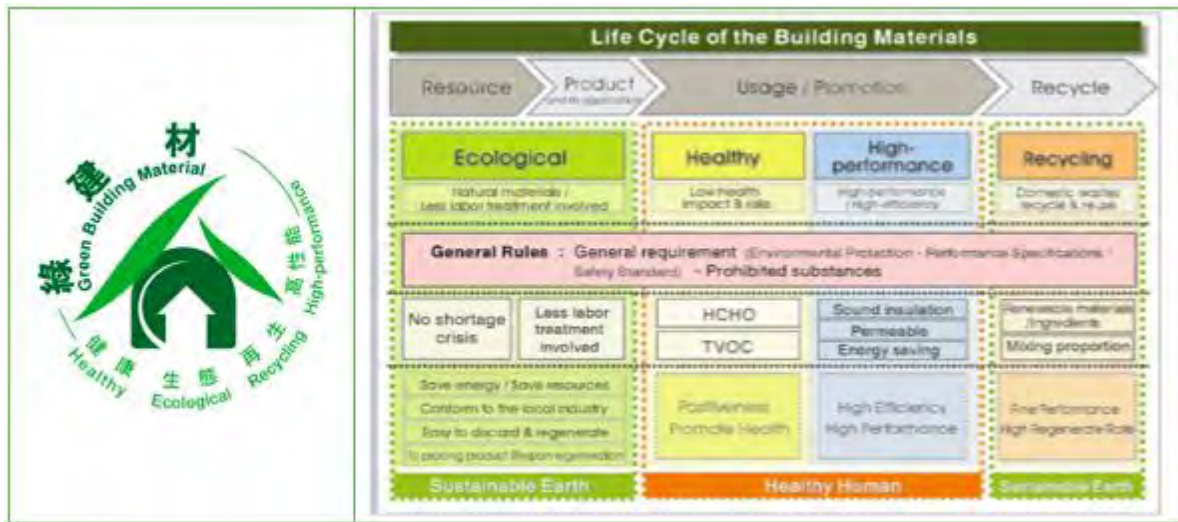 綠建材
Green Building Material
健康
Healthy
生態
Ecological
再生
Recycling
高性能
High-performance
Life Cycle of the Building Materials
Resource
Product
Usage / Promotion
Recycle
Ecological
Natural materials /
Less labor treatment involved
Healthy
Low health
impact & risks
High-
performance
High-performance
/ High-efficiency
Recycling
Domestic wastes
recycle & re-use
General Rules : General requirement (Environmental Protection - Performance Specifications -
Safety Standard) - Prohibited substances
No shortage
crisis
Less labor
treatment
involved
HCHO
TVOC
Sound insulation
Permeable
Energy saving
Renewable materials
/Ingredients
Mixing proportion
Save energy / Save resources
Conform to the local industry
Easy to discard & regenerate
Positiveness
Promote Health
High Efficiency
High Performance
Fine Performance
High Regenerate Rate
Sustainable Earth
Healthy Human
Sustainable Earth